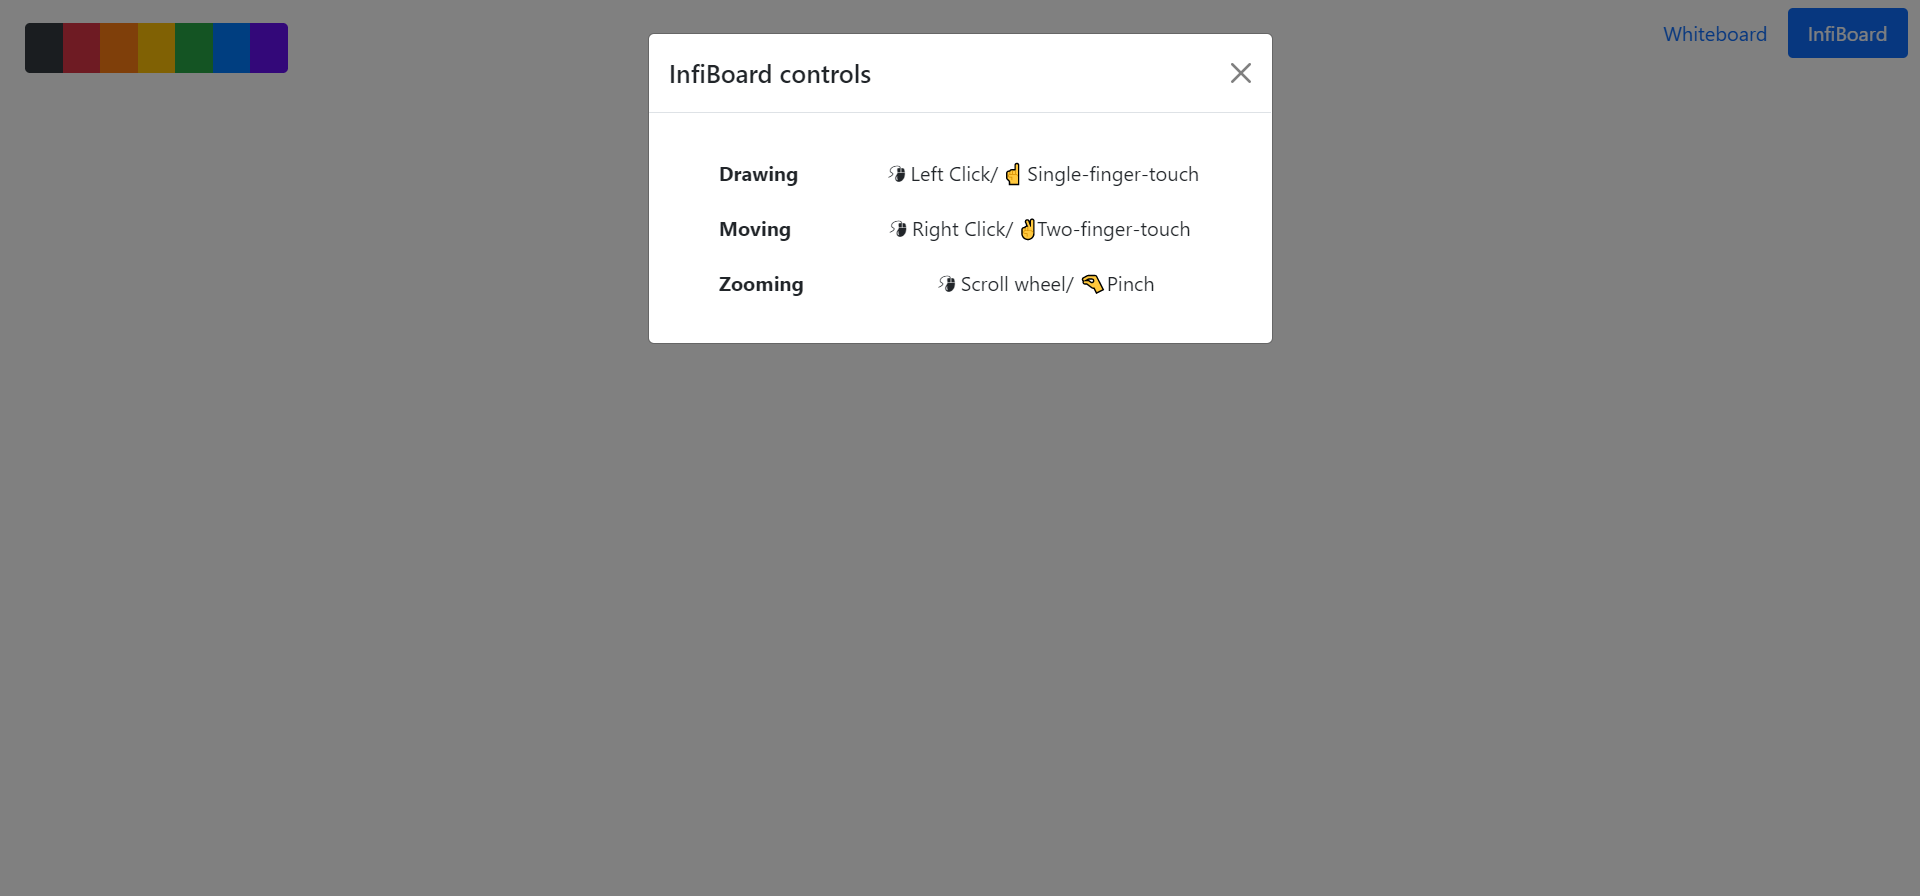 Whiteboard InfiBoard
InfiBoard controls
Drawing Left Click/ Single-finger-touch
Moving Right Click/ Two-finger-touch
Zooming Scroll wheel/ Pinch